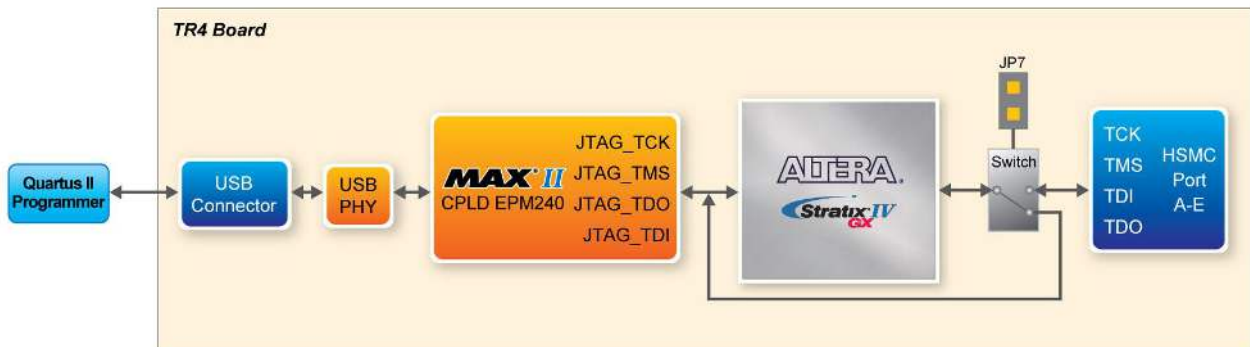 TR4 Board
Quartus II
Programmer
USB
Connector
USB
PHY
MAX II
CPLD EPM240
JTAG_TCK
JTAG_TMS
JTAG_TDO
JTAG_TDI
ALTERA.
Stratix IV
GX
JP7
Switch
TCK
TMS
TDI
TDO
HSMC
Port
A-E